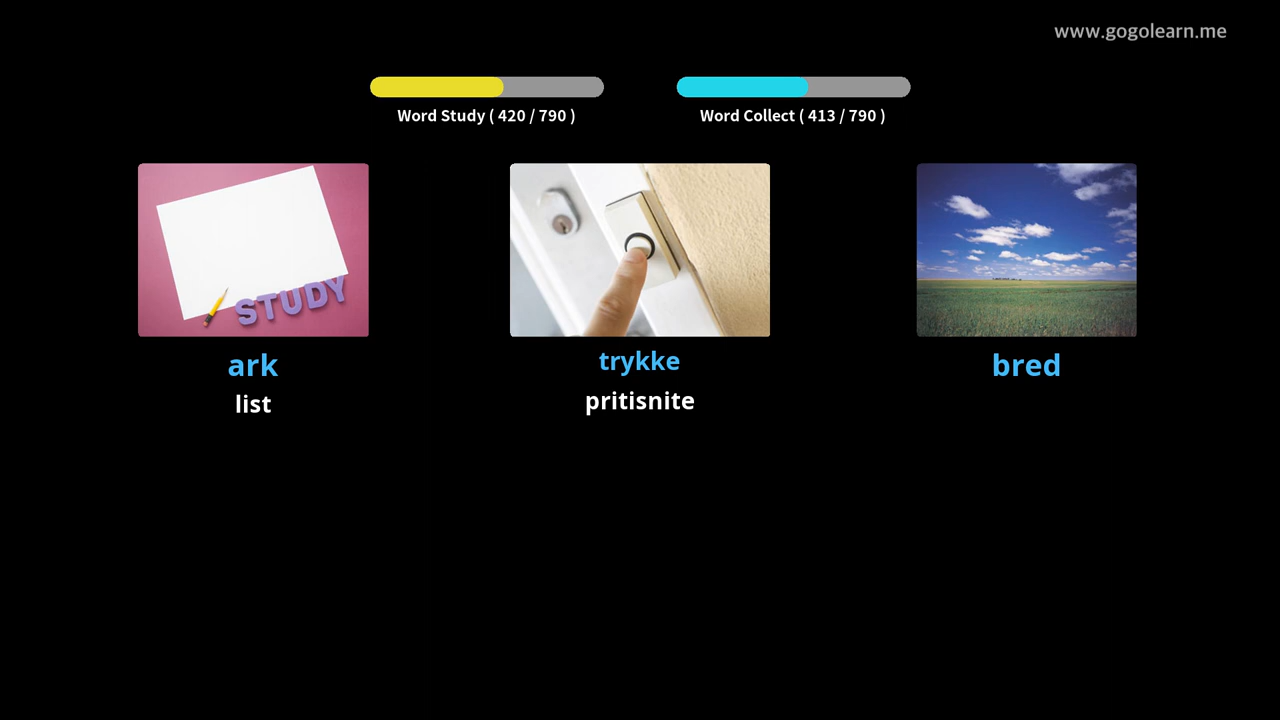 www.gogolearn.me
Word Study ( 420 / 790 )
Word Collect ( 413 / 790 )
STUDY
ark
list
trykke
pritisnite
bred